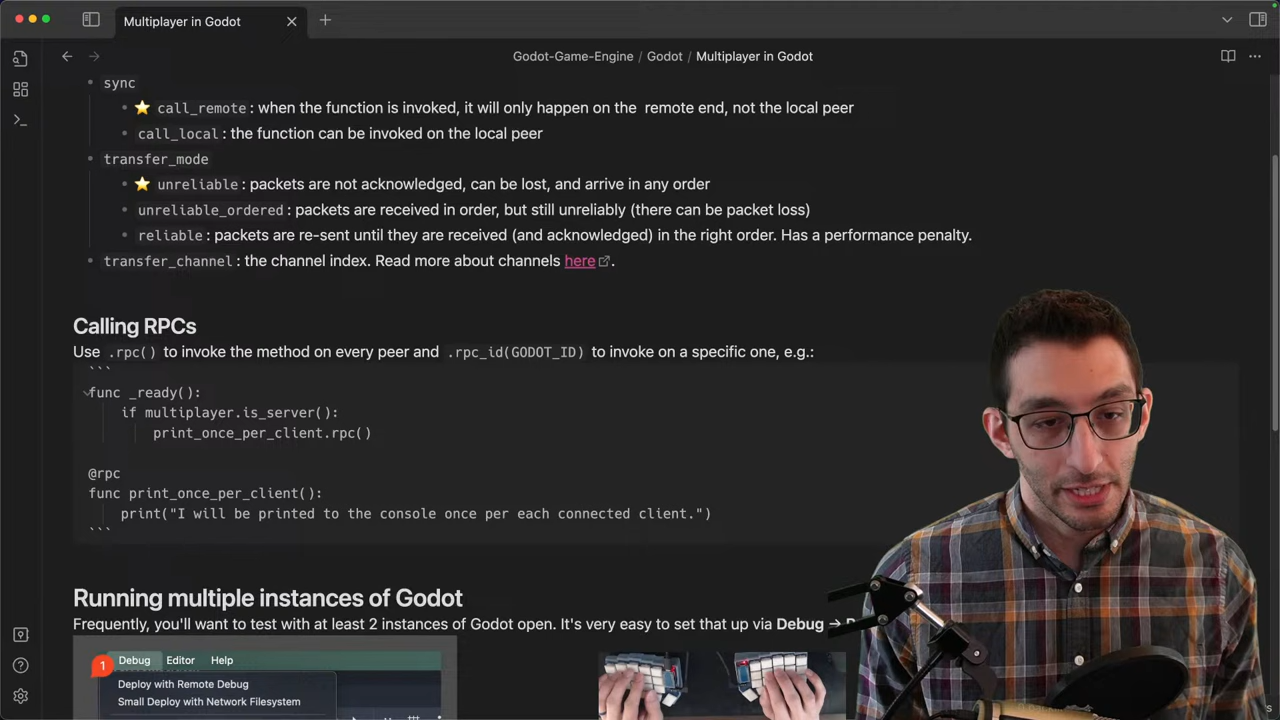 Multiplayer in Godot
Godot-Game-Engine / Godot / Multiplayer in Godot
sync
call_remote: when the function is invoked, it will only happen on the remote end, not the local peer
call_local: the function can be invoked on the local peer
transfer_mode
unreliable: packets are not acknowledged, can be lost, and arrive in any order
unreliable_ordered: packets are received in order, but still unreliably (there can be packet loss)
reliable: packets are re-sent until they are received (and acknowledged) in the right order. Has a performance penalty.
transfer_channel: the channel index. Read more about channels here.
Calling RPCs
Use .rpc() to invoke the method on every peer and .rpc_id(GODOT_ID) to invoke on a specific one, e.g.:
```
func _ready():
if multiplayer.is_server():
print_once_per_client.rpc()
@rpc
func print_once_per_client():
print("I will be printed to the console once per each connected client.")
```
Running multiple instances of Godot
Frequently, you'll want to test with at least 2 instances of Godot open. It's very easy to set that up via Debug →
1 Debug Editor Help
Deploy with Remote Debug
Small Deploy with Network Filesystem